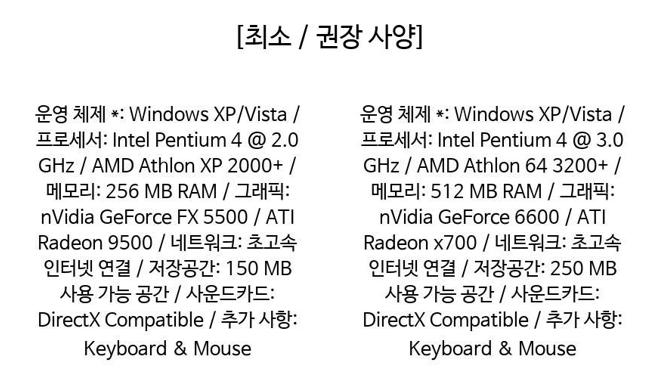 [최소 / 권장 사양]
운영 체제 *: Windows XP/Vista /
프로세서: Intel Pentium 4 @ 2.0
GHz / AMD Athlon XP 2000+ /
메모리: 256 MB RAM / 그래픽:
nVidia GeForce FX 5500 / ATI
Radeon 9500 / 네트워크: 초고속
인터넷 연결 / 저장공간: 150 MB
사용 가능 공간 / 사운드카드:
DirectX Compatible / 추가 사항:
Keyboard & Mouse
운영 체제 *: Windows XP/Vista /
프로세서: Intel Pentium 4 @ 3.0
GHz / AMD Athlon 64 3200+ /
메모리: 512 MB RAM / 그래픽:
nVidia GeForce 6600 / ATI
Radeon x700 / 네트워크: 초고속
인터넷 연결 / 저장공간: 250 MB
사용 가능 공간 / 사운드카드:
DirectX Compatible / 추가 사항:
Keyboard & Mouse